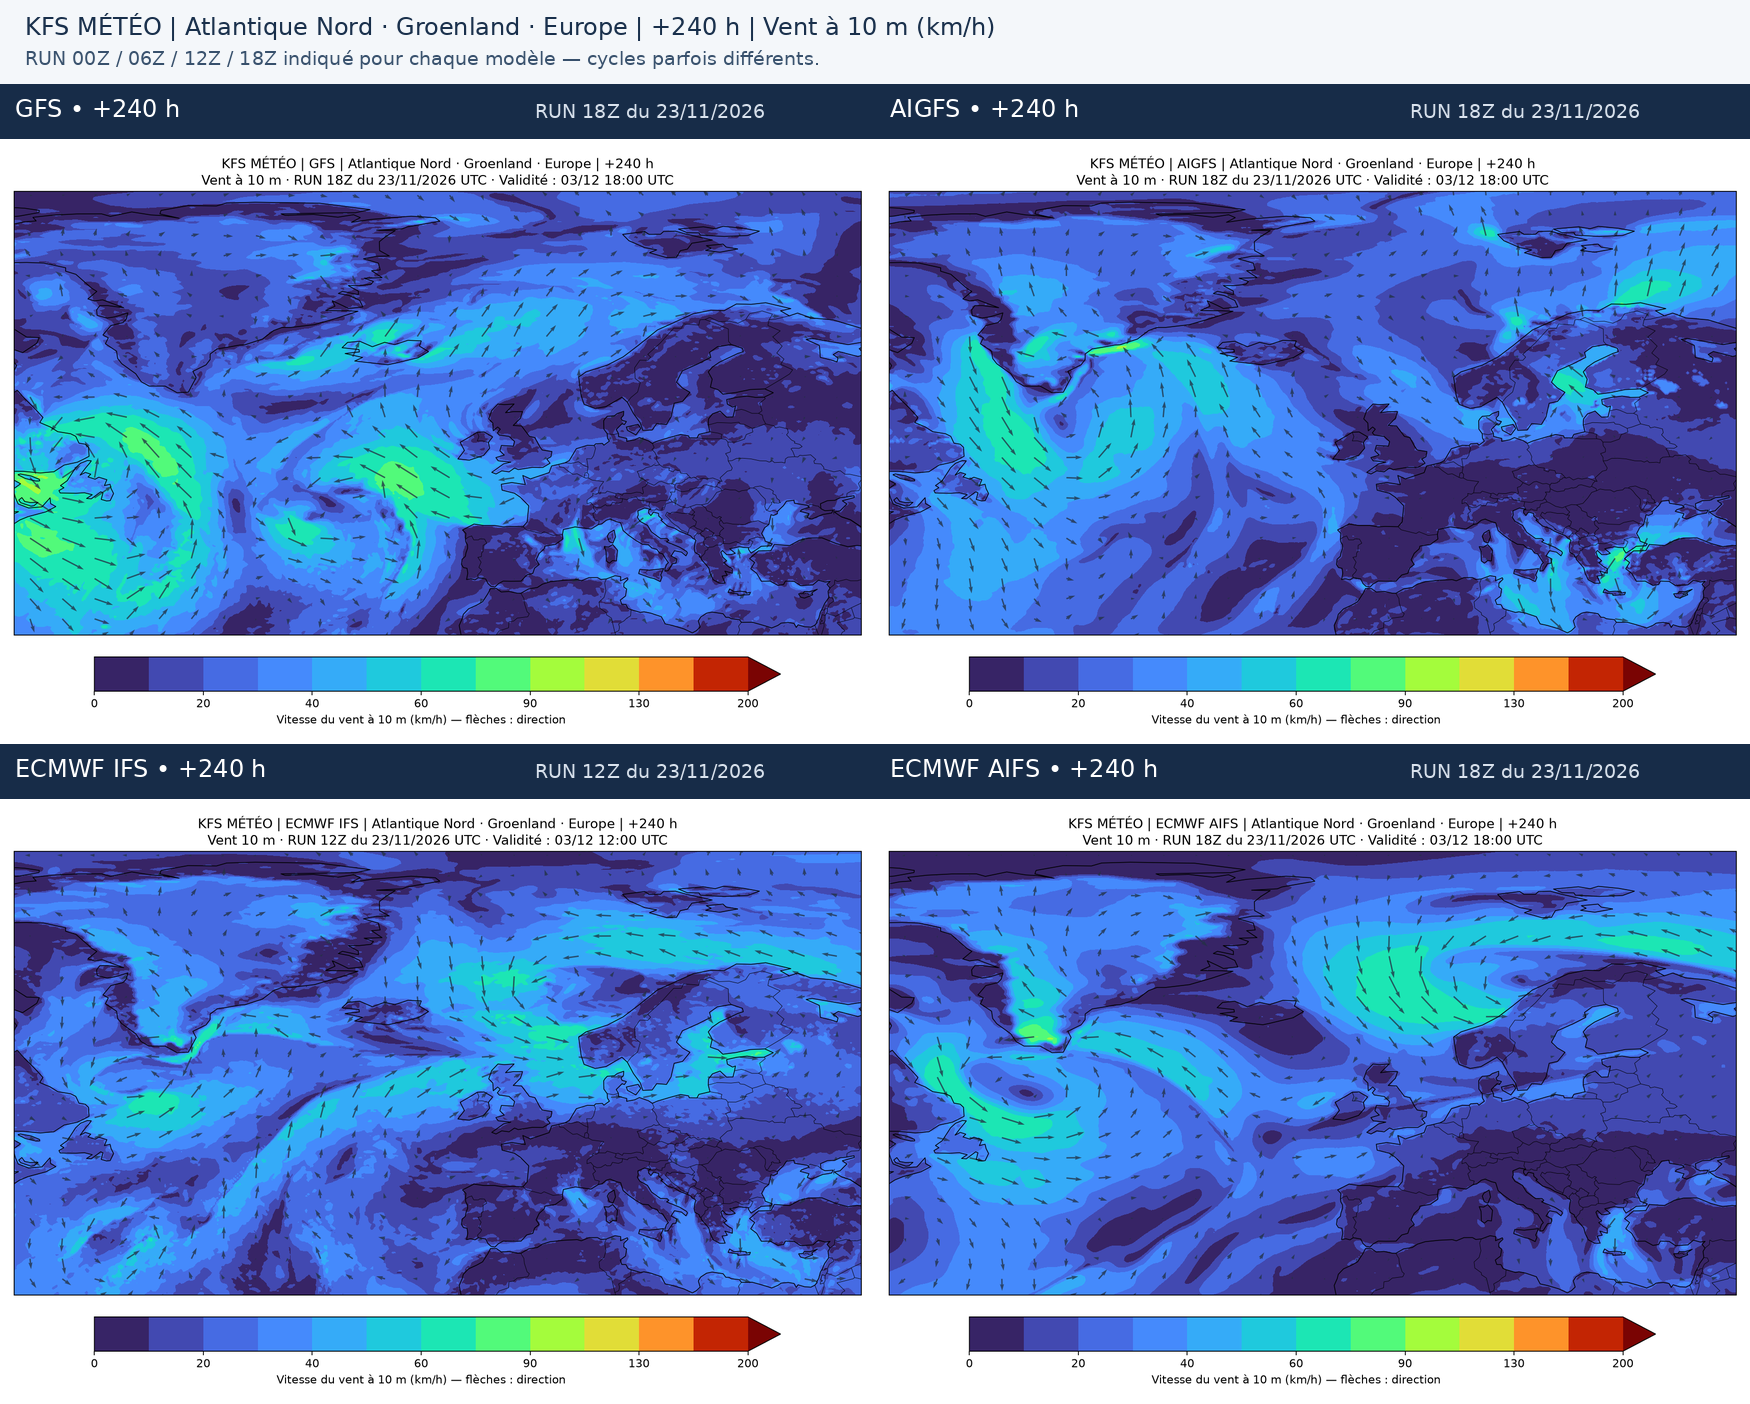 KFS MÉTÉO | Atlantique Nord · Groenland · Europe | +240 h | Vent à 10 m (km/h)
RUN 00Z / 06Z / 12Z / 18Z indiqué pour chaque modèle — cycles parfois différents.
GFS • +240 h
RUN 18Z du 23/11/2026
AIGFS • +240 h
RUN 18Z du 23/11/2026
KFS MÉTÉO | GFS | Atlantique Nord · Groenland · Europe | +240 h
Vent à 10 m · RUN 18Z du 23/11/2026 UTC · Validité : 03/12 18:00 UTC
KFS MÉTÉO | AIGFS | Atlantique Nord · Groenland · Europe | +240 h
Vent à 10 m · RUN 18Z du 23/11/2026 UTC · Validité : 03/12 18:00 UTC
0 20 40 60 90 130 200
Vitesse du vent à 10 m (km/h) — flèches : direction
0 20 40 60 90 130 200
Vitesse du vent à 10 m (km/h) — flèches : direction
ECMWF IFS • +240 h
RUN 12Z du 23/11/2026
ECMWF AIFS • +240 h
RUN 18Z du 23/11/2026
KFS MÉTÉO | ECMWF IFS | Atlantique Nord · Groenland · Europe | +240 h
Vent 10 m · RUN 12Z du 23/11/2026 UTC · Validité : 03/12 12:00 UTC
KFS MÉTÉO | ECMWF AIFS | Atlantique Nord · Groenland · Europe | +240 h
Vent 10 m · RUN 18Z du 23/11/2026 UTC · Validité : 03/12 18:00 UTC
0 20 40 60 90 130 200
Vitesse du vent à 10 m (km/h) — flèches : direction
0 20 40 60 90 130 200
Vitesse du vent à 10 m (km/h) — flèches : direction